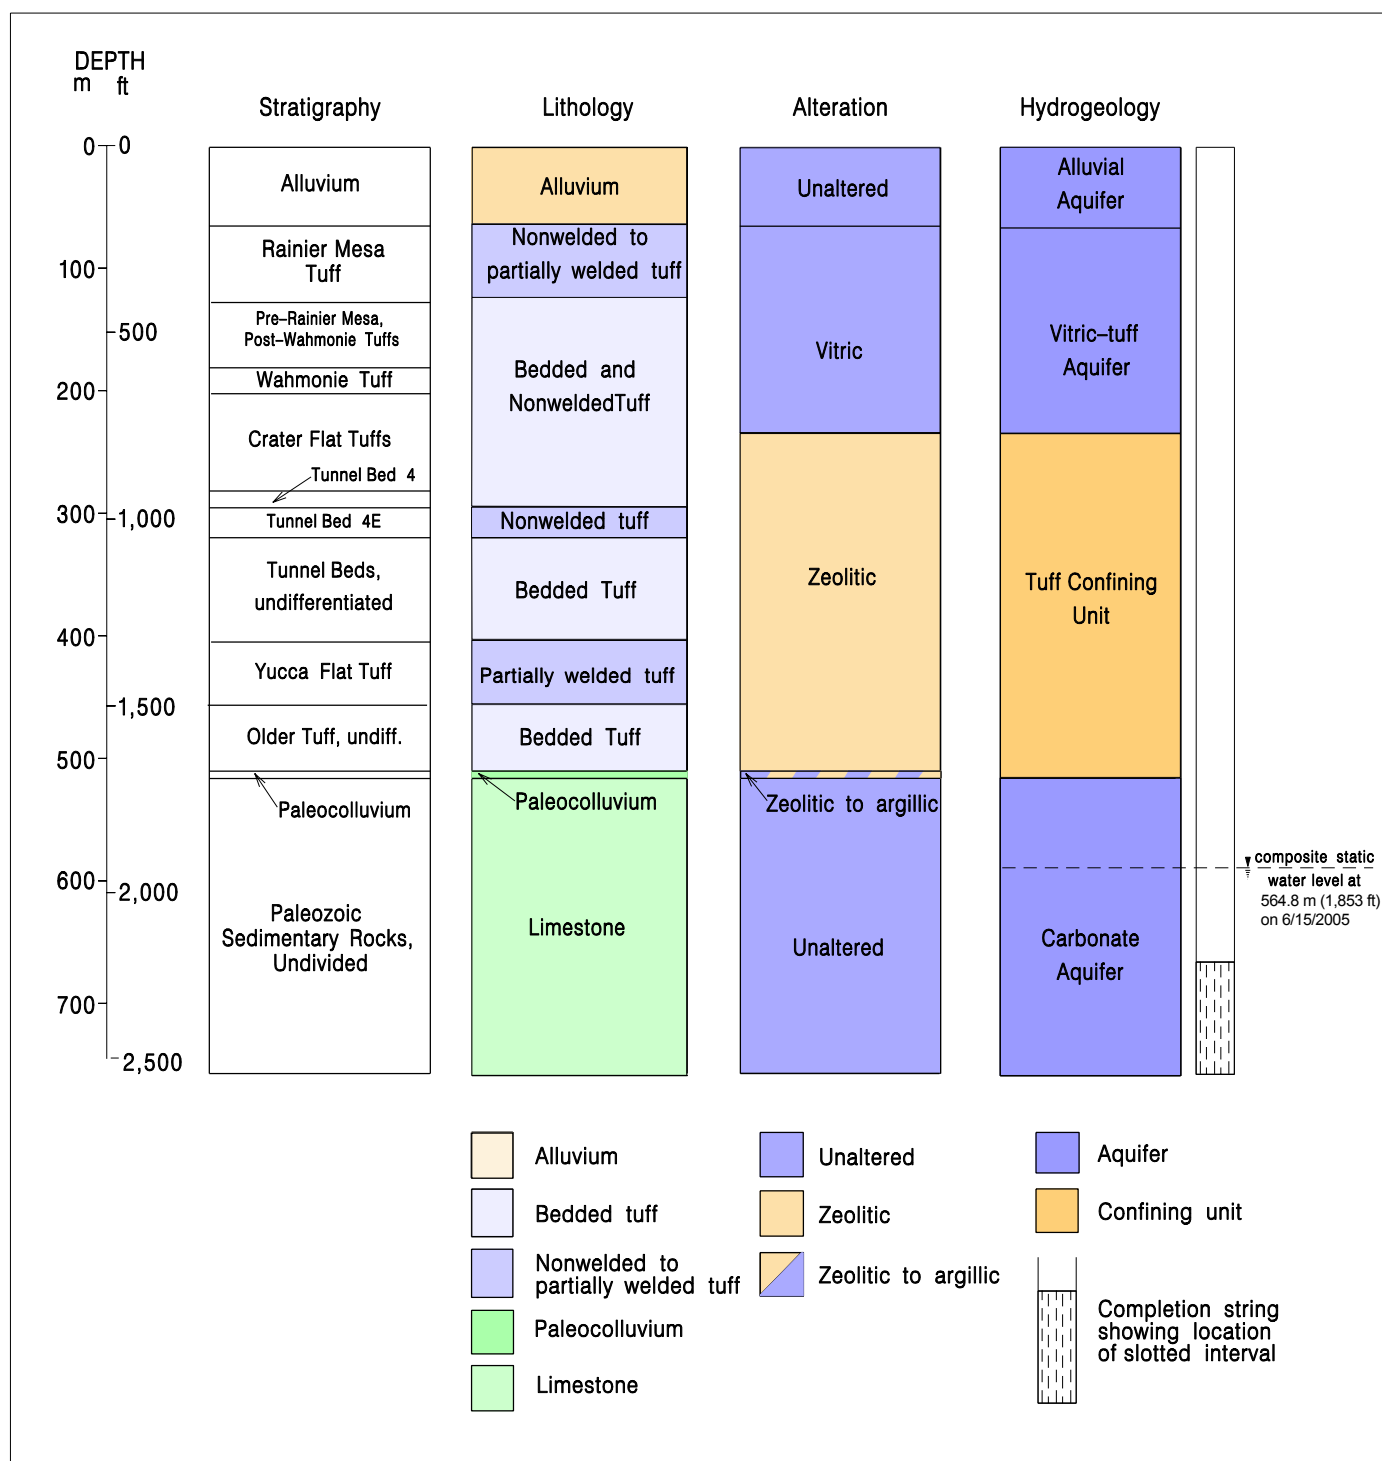 DEPTH
m ft
Stratigraphy
Lithology
Alteration
Hydrogeology
0
0
100
500
200
300
1,000
400
1,500
500
600
2,000
700
2,500
Alluvium
Rainier Mesa
Tuff
Pre–Rainier Mesa,
Post–Wahmonie Tuffs
Wahmonie Tuff
Crater Flat Tuffs
Tunnel Bed 4
Tunnel Bed 4E
Tunnel Beds,
undifferentiated
Yucca Flat Tuff
Older Tuff, undiff.
Paleocolluvium
Paleozoic
Sedimentary Rocks,
Undivided
Alluvium
Nonwelded to
partially welded tuff
Bedded and
NonweldedTuff
Nonwelded tuff
Bedded Tuff
Partially welded tuff
Bedded Tuff
Paleocolluvium
Limestone
Unaltered
Vitric
Zeolitic
Zeolitic to argillic
Unaltered
Alluvial
Aquifer
Vitric–tuff
Aquifer
Tuff Confining
Unit
Carbonate
Aquifer
composite static
water level at
564.8 m (1,853 ft)
on 6/15/2005
Alluvium
Bedded tuff
Nonwelded to
partially welded tuff
Paleocolluvium
Limestone
Unaltered
Zeolitic
Zeolitic to argillic
Aquifer
Confining unit
Completion string
showing location
of slotted interval